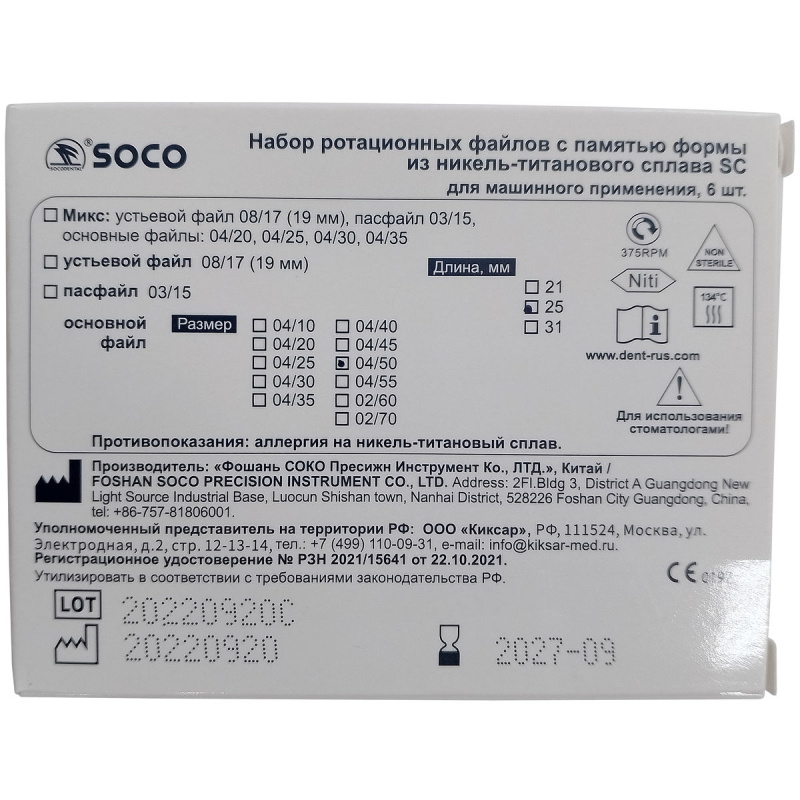 SOCO
SOCODENTAL
Набор ротационных файлов с памятью формы
из никель-титанового сплава SC
для машинного применения, 6 шт.
Микс: устьевой файл 08/17 (19 мм), пасфайл 03/15,
основные файлы: 04/20, 04/25, 04/30, 04/35
устьевой файл 08/17 (19 мм)
пасфайл 03/15
основной файл
Размер
04/10
04/20
04/25
04/30
04/35
04/40
04/45
04/50
04/55
02/60
02/70
Длина, мм
21
25
31
375RPM
NON STERILE
Niti
134°C
www.dent-rus.com
Для использования
стоматологами!
Противопоказания: аллергия на никель-титановый сплав.
Производитель: «Фошань СОКО Пресижн Инструмент Ко., ЛТД.», Китай /
FOSHAN SOCO PRECISION INSTRUMENT CO., LTD. Address: 2Fl.Bldg 3, District A Guangdong New
Light Source Industrial Base, Luocun Shishan town, Nanhai District, 528226 Foshan City Guangdong, China,
tel: +86-757-81806001.
Уполномоченный представитель на территории РФ: ООО «Киксар», РФ, 111524, Москва, ул.
Электродная, д.2, стр. 12-13-14, тел.: +7 (499) 110-09-31, e-mail: info@kiksar-med.ru.
Регистрационное удостоверение № РЗН 2021/15641 от 22.10.2021.
Утилизировать в соответствии с требованиями законодательства РФ.
CE 0197
LOT 20220920C
20220920
2027-09